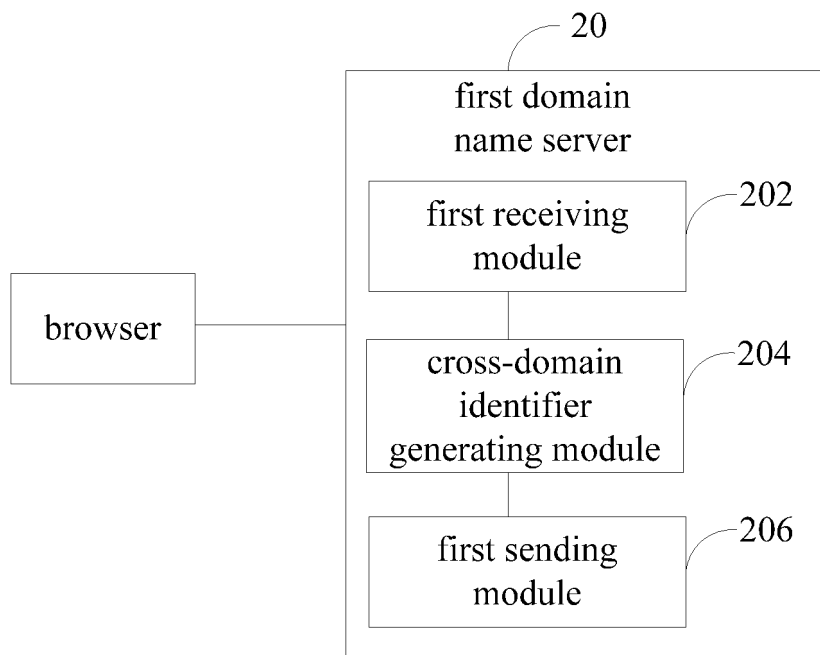 20
first domain
name server
202
first receiving
module
browser
204
cross-domain
identifier
generating module
206
first sending
module